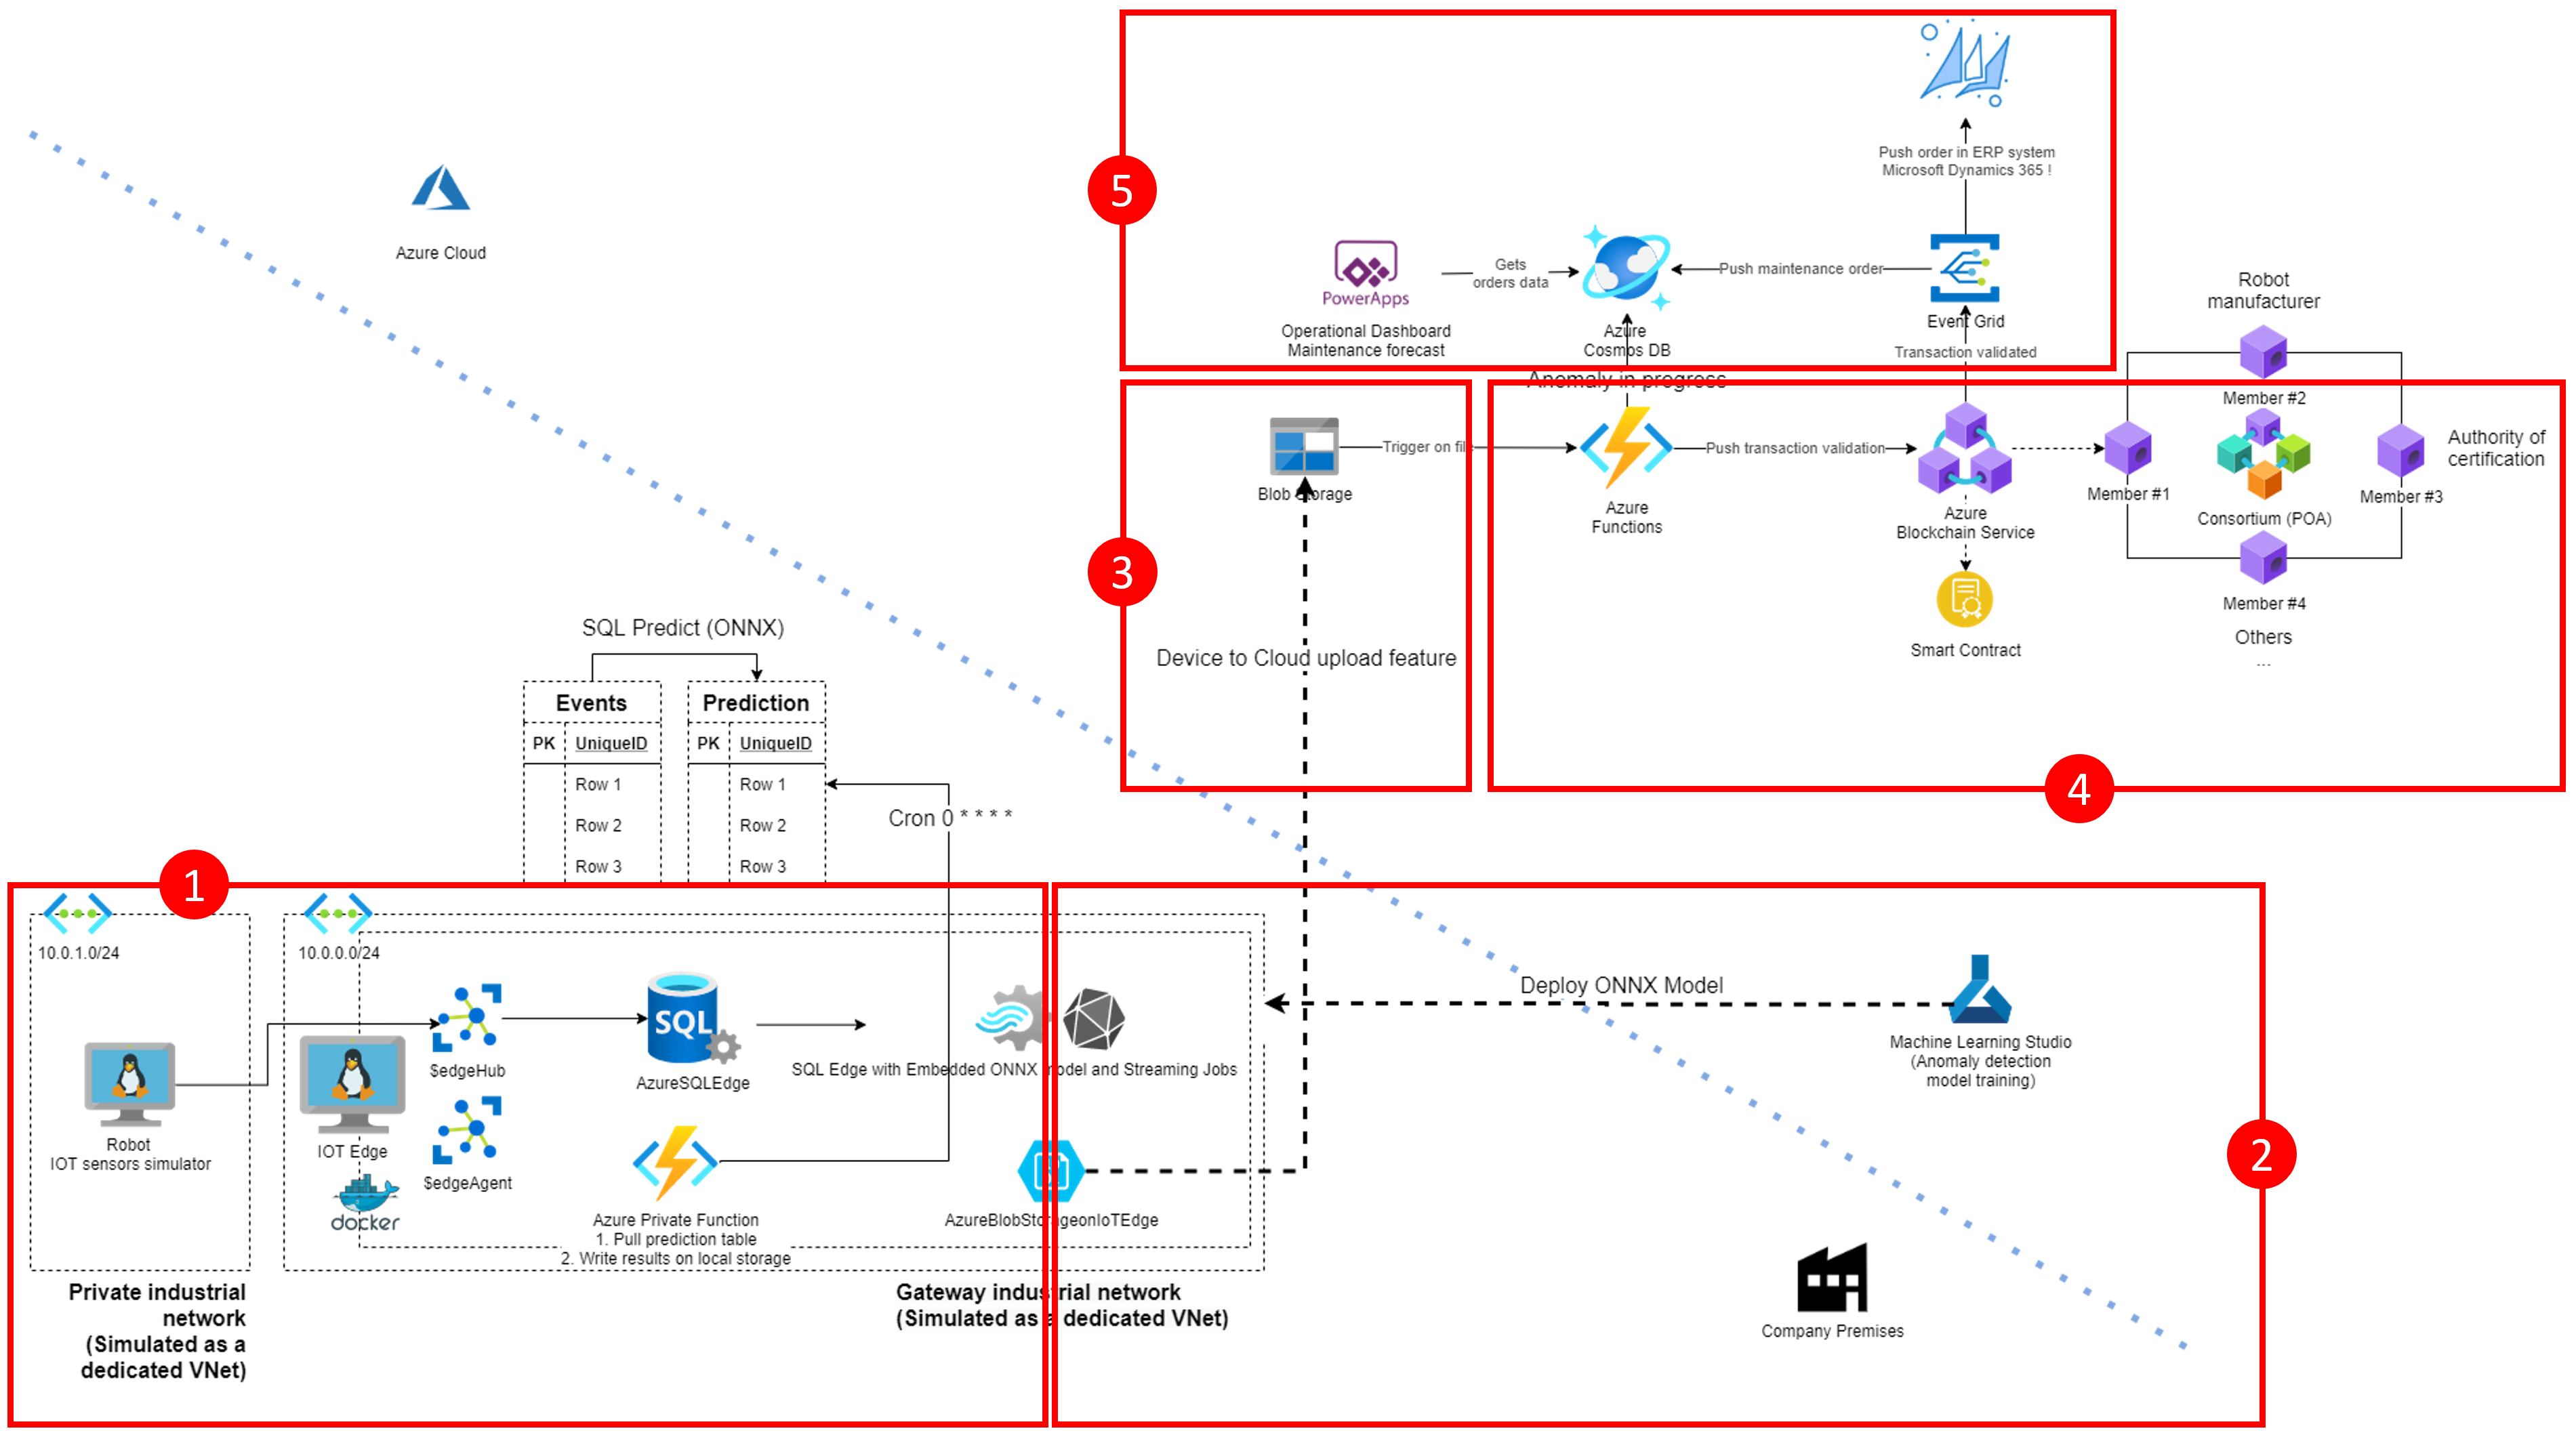 5
Push order in ERP system
Microsoft Dynamics 365 !
Azure Cloud
PowerApps
Operational Dashboard
Maintenance forecast
Gets
orders data
Azure
Cosmos DB
Push maintenance order
Event Grid
Transaction validated
Robot
manufacturer
Anomaly in progress
3
Blob Storage
Trigger on file
Azure
Functions
Push transaction validation
Azure
Blockchain Service
Smart Contract
Member #1
Member #2
Consortium (POA)
Member #3
Authority of
certification
Member #4
Others
...
4
Device to Cloud upload feature
SQL Predict (ONNX)
Events
PK
UniqueID
Row 1
Row 2
Row 3
Prediction
PK
UniqueID
Row 1
Row 2
Row 3
Cron 0 * * * *
1
10.0.1.0/24
Robot
IOT sensors simulator
Private industrial
network
(Simulated as a
dedicated VNet)
10.0.0.0/24
IOT Edge
docker
$edgeHub
$edgeAgent
SQL
AzureSQLEdge
SQL Edge with Embedded ONNX model and Streaming Jobs
Azure Private Function
1. Pull prediction table
2. Write results on local storage
AzureBlobStorageonIoTEdge
Gateway industrial network
(Simulated as a dedicated VNet)
2
Deploy ONNX Model
Machine Learning Studio
(Anomaly detection
model training)
Company Premises